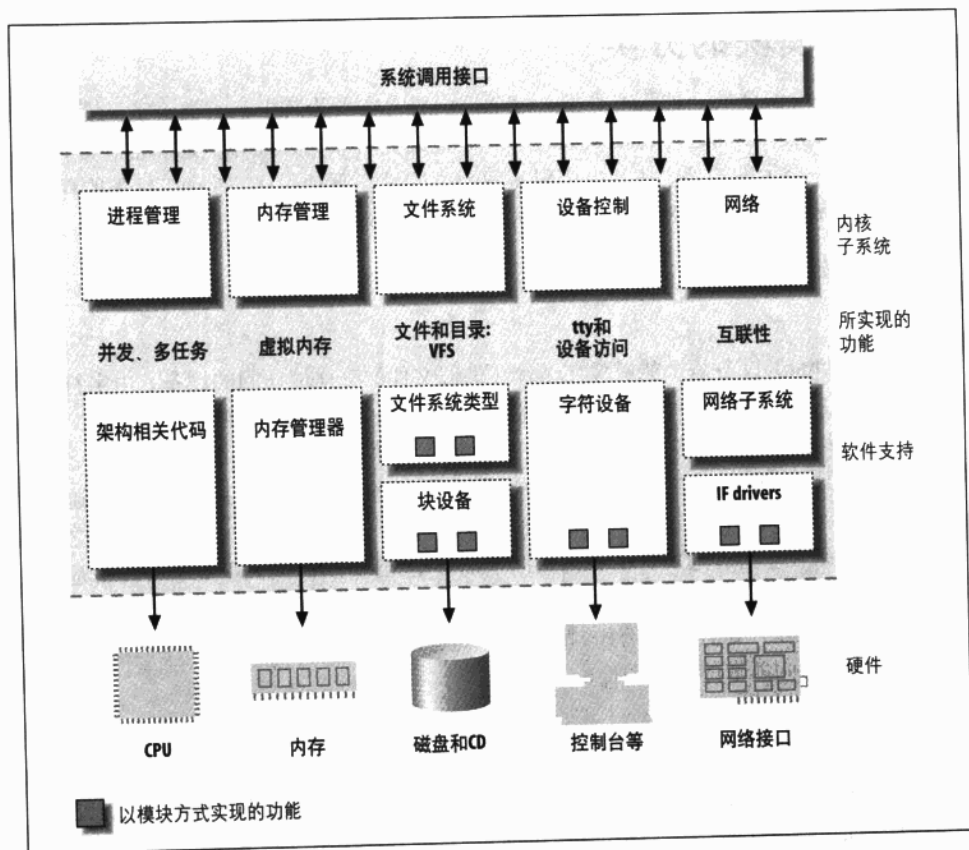 系统调用接口
进程管理
内存管理
文件系统
设备控制
网络
内核
子系统
并发、多任务
虚拟内存
文件和目录:
VFS
tty和
设备访问
互联性
所实现的
功能
架构相关代码
内存管理器
文件系统类型
块设备
字符设备
网络子系统
IF drivers
软件支持
CPU
内存
磁盘和CD
控制台等
网络接口
硬件
以模块方式实现的功能